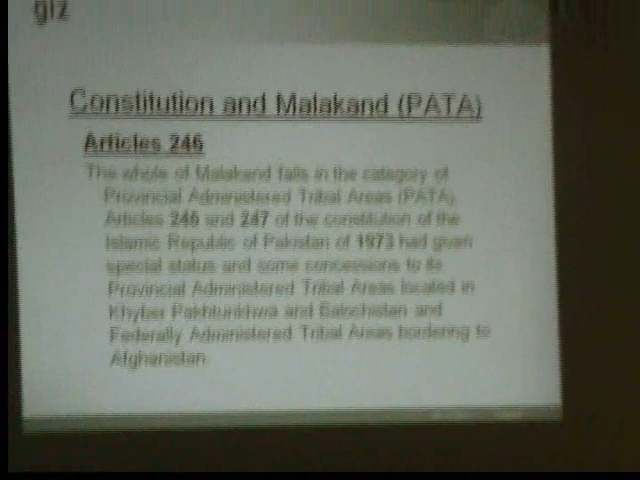 giz
Constitution and Malakand (PATA)
Articles 246
The whole of Malakand falls in the category of
Provincial Administered Tribal Areas (PATA).
Articles 246 and 247 of the constitution of the
Islamic Republic of Pakistan of 1973 had given
special status and some concessions to its
Provincial Administered Tribal Areas located in
Khyber Pakhtunkhwa and Balochistan and
Federally Administered Tribal Areas bordering to
Afghanistan